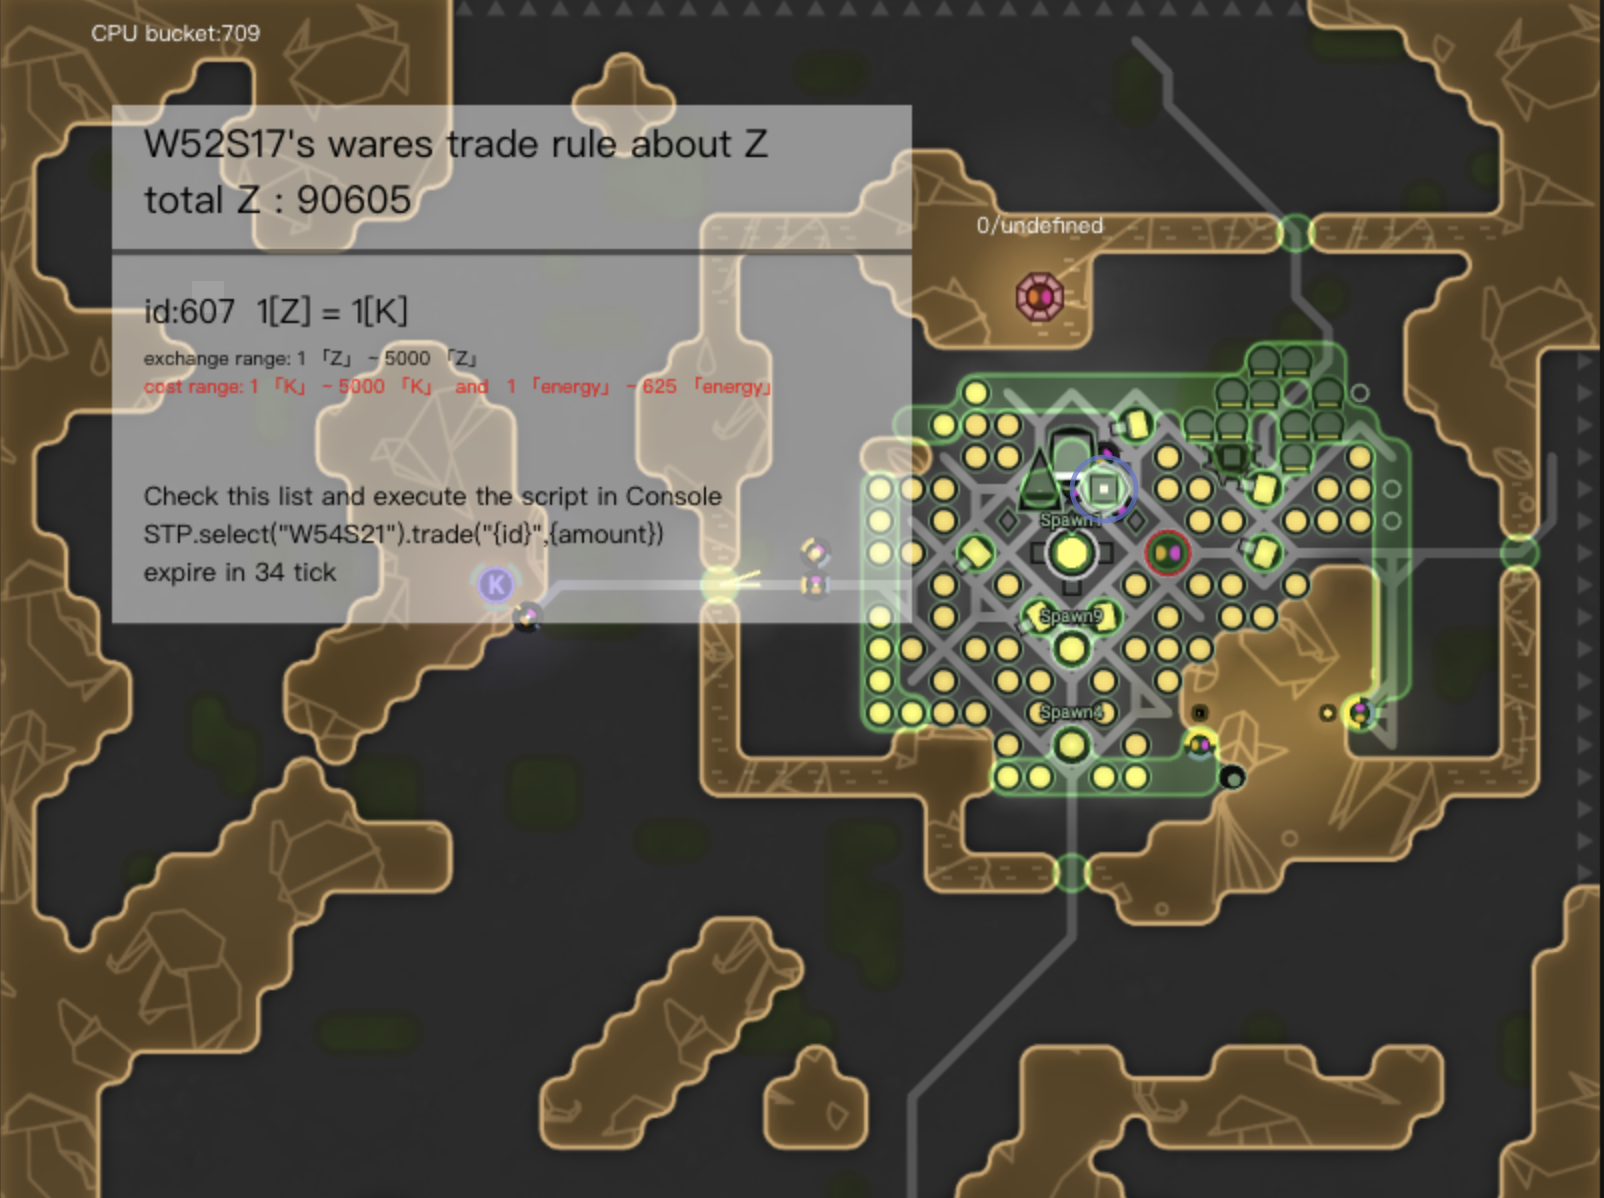 CPU bucket:709
W52S17's wares trade rule about Z
total Z : 90605
0/undefined
id:607 1[Z] = 1[K]
exchange range: 1 「Z」 ~ 5000 「Z」
cost range: 1 「K」 ~ 5000 「K」 and 1 「energy」 ~ 625 「energy」
Check this list and execute the script in Console
STP.select("W54S21").trade("{id}",{amount})
expire in 34 tick
K
Spawn9
Spawn4